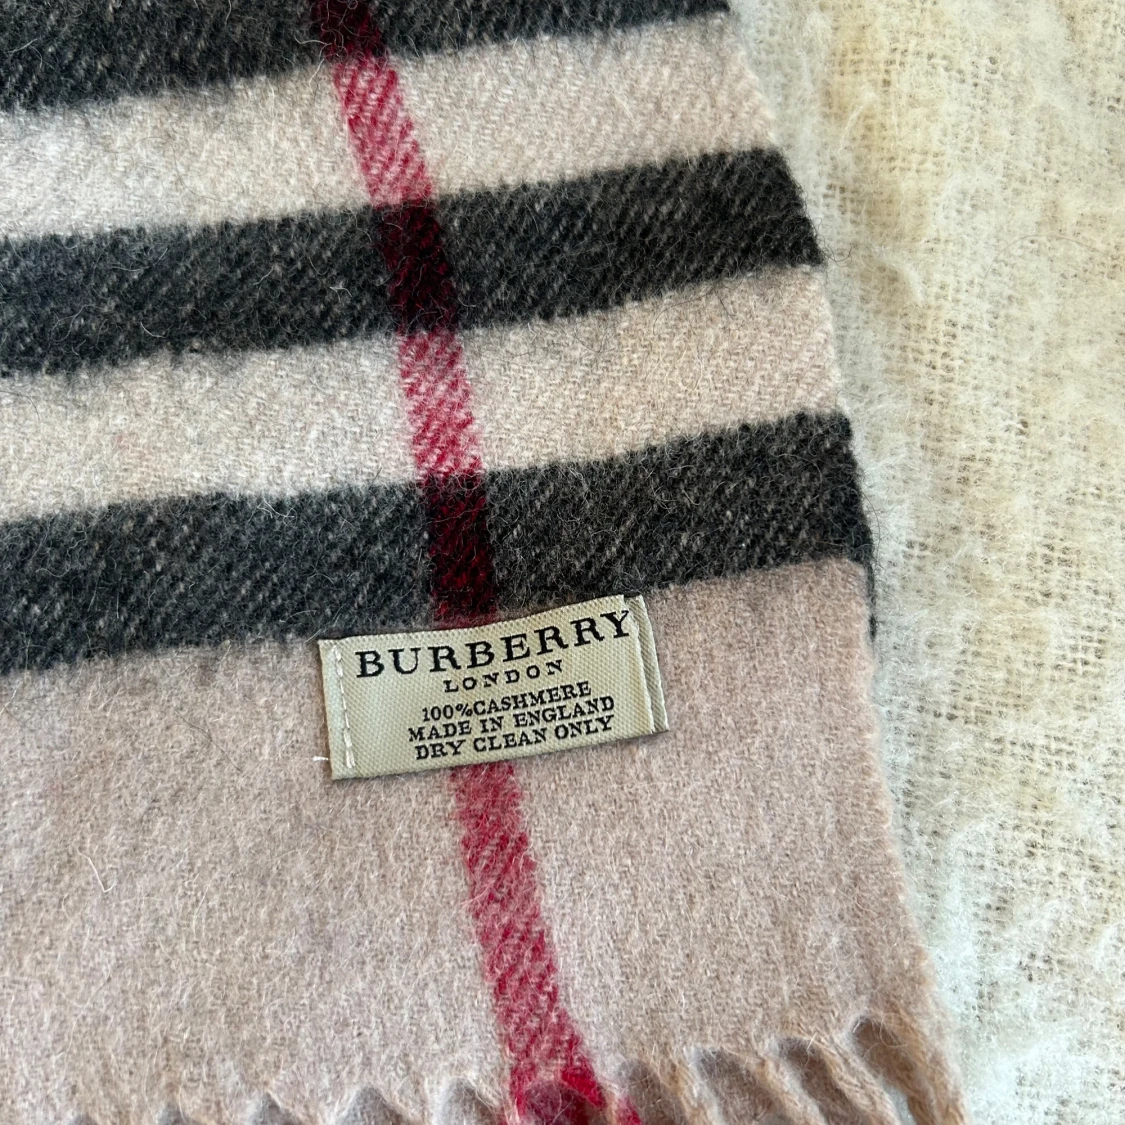 BURBERRY
LONDON
100%CASHMERE
MADE IN ENGLAND
DRY CLEAN ONLY